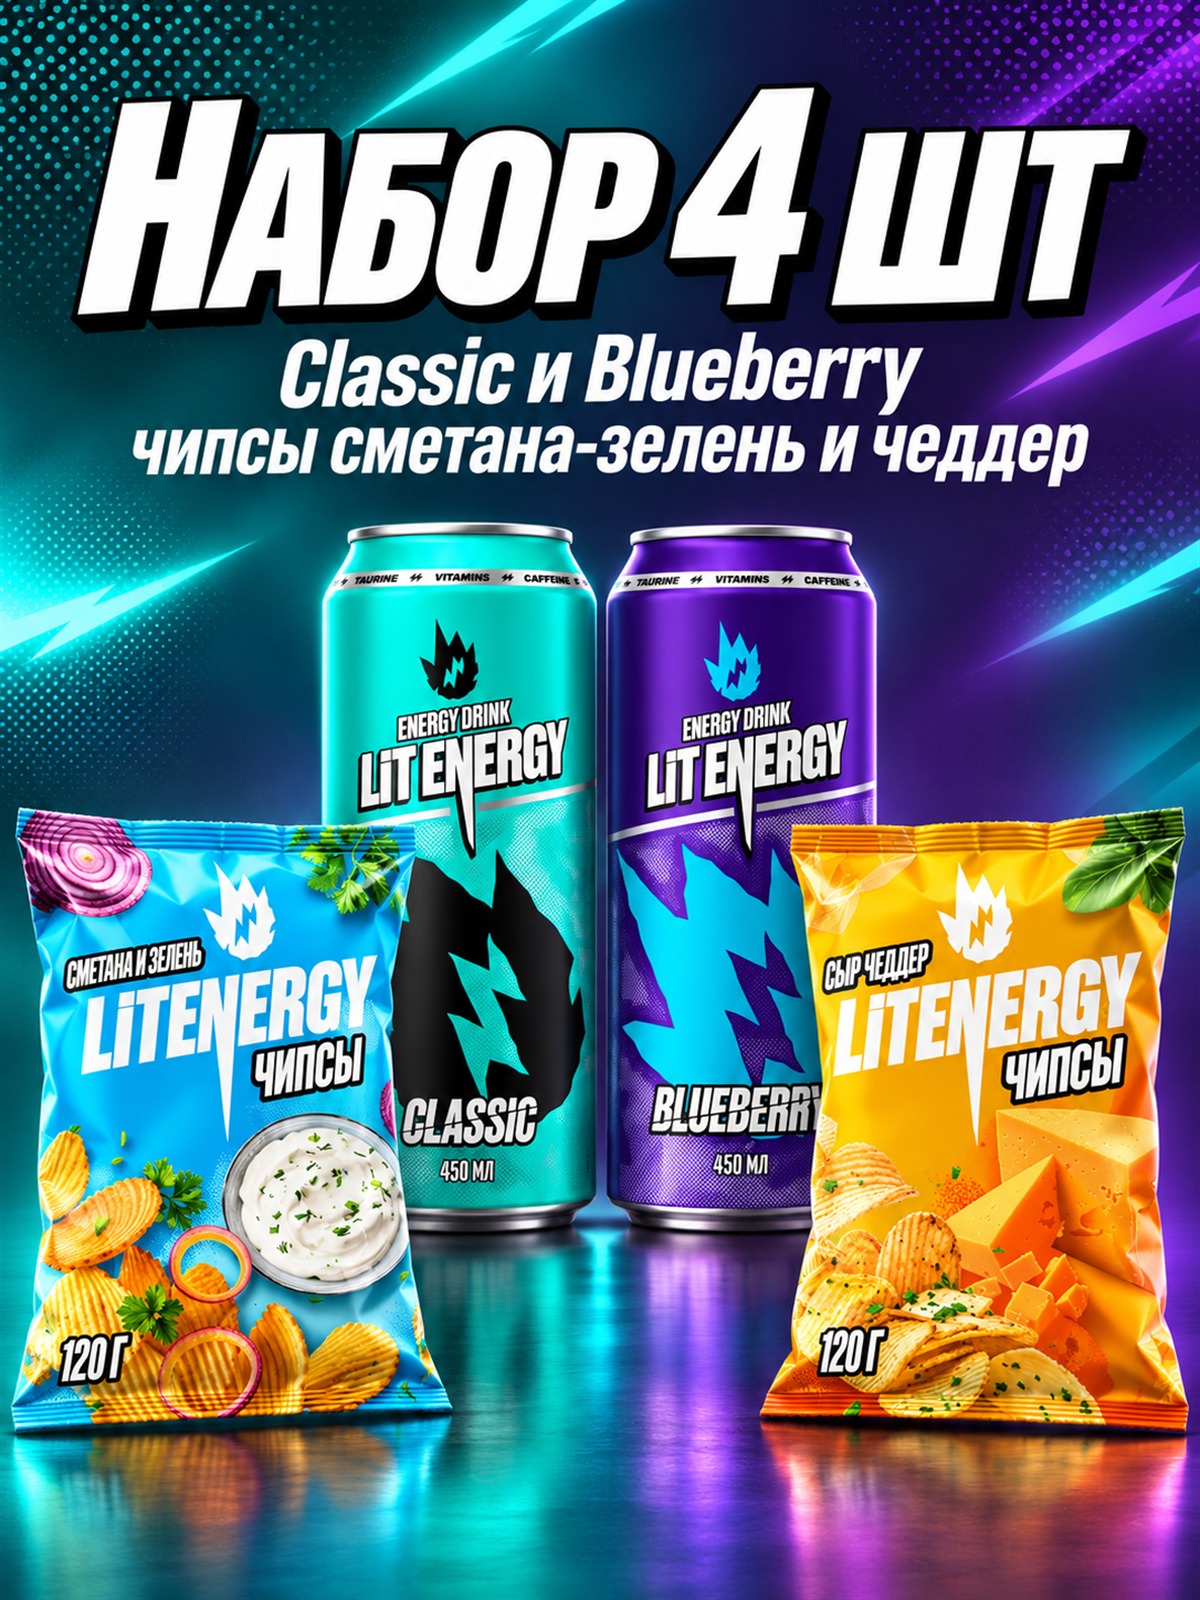 НАБОР 4 ШТ
Classic и Blueberry
чипсы сметана-зелень и чеддер
TAURINE VITAMINS CAFFEINE
TAURINE VITAMINS CAFFEINE
ENERGY DRINK
LIT ENERGY
CLASSIC
450 МЛ
ENERGY DRINK
LIT ENERGY
BLUEBERRY
450 МЛ
СМЕТАНА И ЗЕЛЕНЬ
LITENERGY
ЧИПСЫ
120 Г
СЫР ЧЕДДЕР
LITENERGY
ЧИПСЫ
120 Г